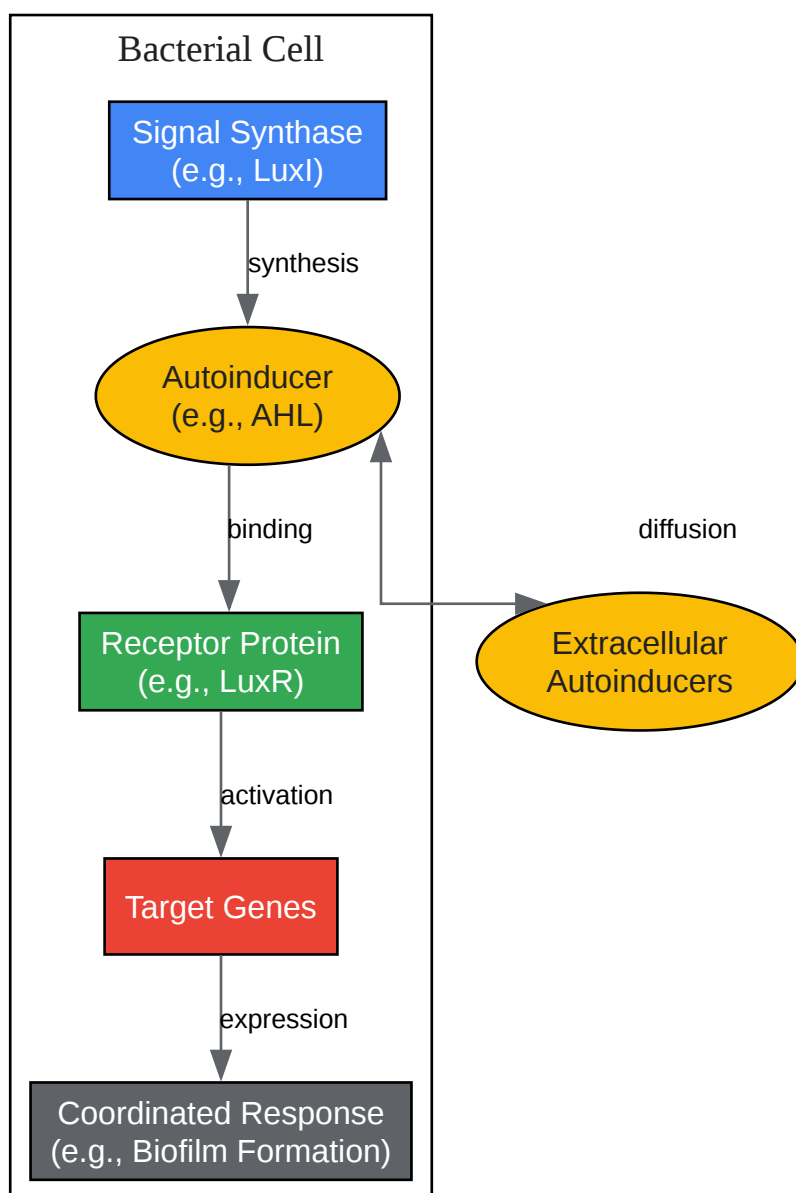 Bacterial Cell
Signal Synthase
(e.g., LuxI)
synthesis
Autoinducer
(e.g., AHL)
binding
diffusion
Receptor Protein
(e.g., LuxR)
Extracellular
Autoinducers
activation
Target Genes
expression
Coordinated Response
(e.g., Biofilm Formation)